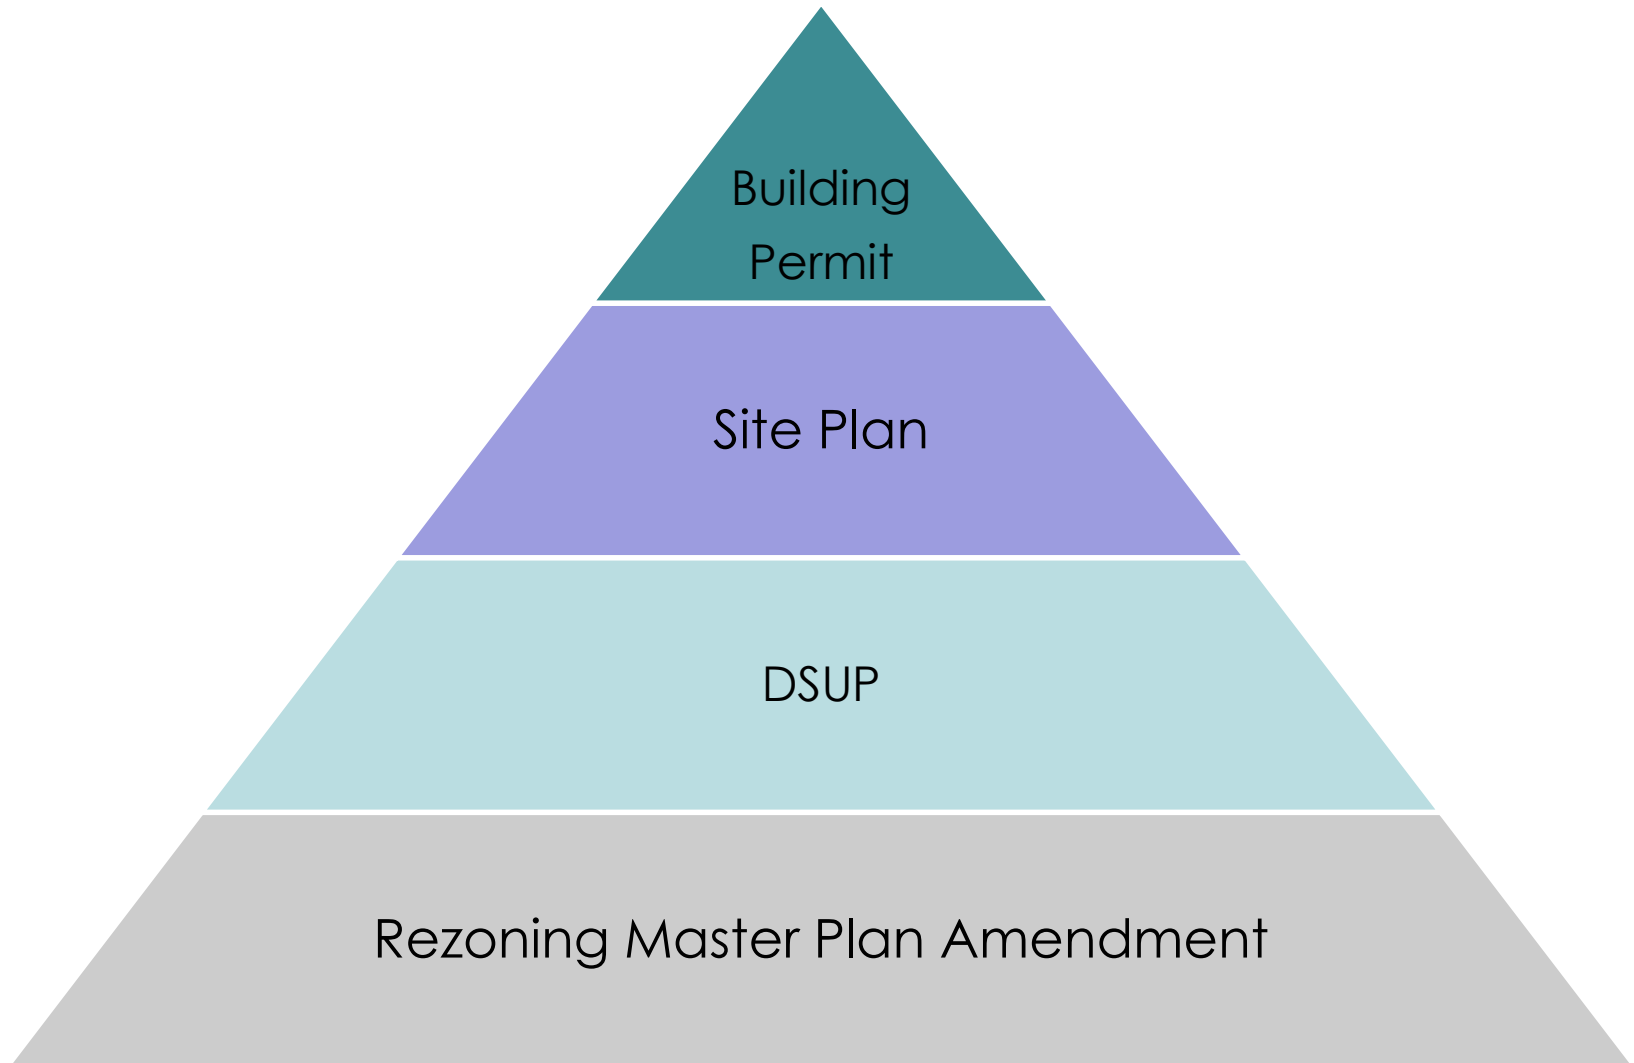 Building
Permit
Site Plan
DSUP
Rezoning Master Plan Amendment